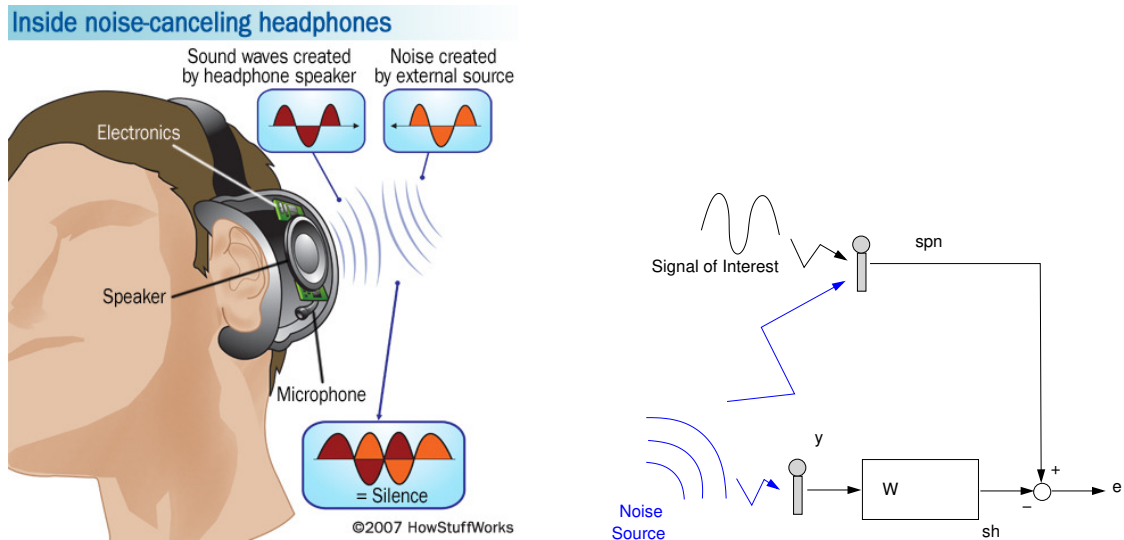 Inside noise-canceling headphones
Sound waves created
by headphone speaker
Noise created
by external source
Electronics
Speaker
Microphone
= Silence
©2007 HowStuffWorks
Signal of Interest
spn
y
W
+
−
e
sh
Noise
Source